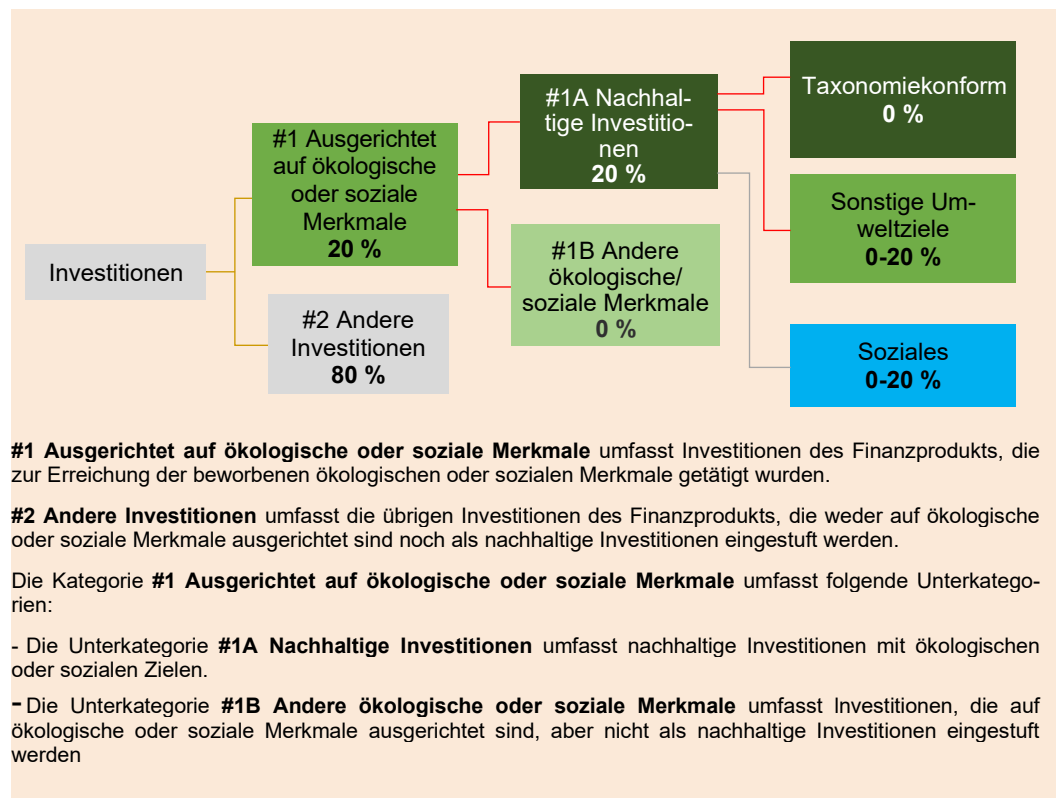 Investitionen
#1 Ausgerichtet
auf ökologische
oder soziale
Merkmale
20 %
#2 Andere
Investitionen
80 %
#1A Nachhal-
tige Investitio-
nen
20 %
#1B Andere
ökologische/
soziale Merkmale
0 %
Taxonomiekonform
0 %
Sonstige Um-
weltziele
0-20 %
Soziales
0-20 %
#1 Ausgerichtet auf ökologische oder soziale Merkmale umfasst Investitionen des Finanzprodukts, die
zur Erreichung der beworbenen ökologischen oder sozialen Merkmale getätigt wurden.
#2 Andere Investitionen umfasst die übrigen Investitionen des Finanzprodukts, die weder auf ökologische
oder soziale Merkmale ausgerichtet sind noch als nachhaltige Investitionen eingestuft werden.
Die Kategorie #1 Ausgerichtet auf ökologische oder soziale Merkmale umfasst folgende Unterkatego-
rien:
- Die Unterkategorie #1A Nachhaltige Investitionen umfasst nachhaltige Investitionen mit ökologischen
oder sozialen Zielen.
- Die Unterkategorie #1B Andere ökologische oder soziale Merkmale umfasst Investitionen, die auf
ökologische oder soziale Merkmale ausgerichtet sind, aber nicht als nachhaltige Investitionen eingestuft
werden